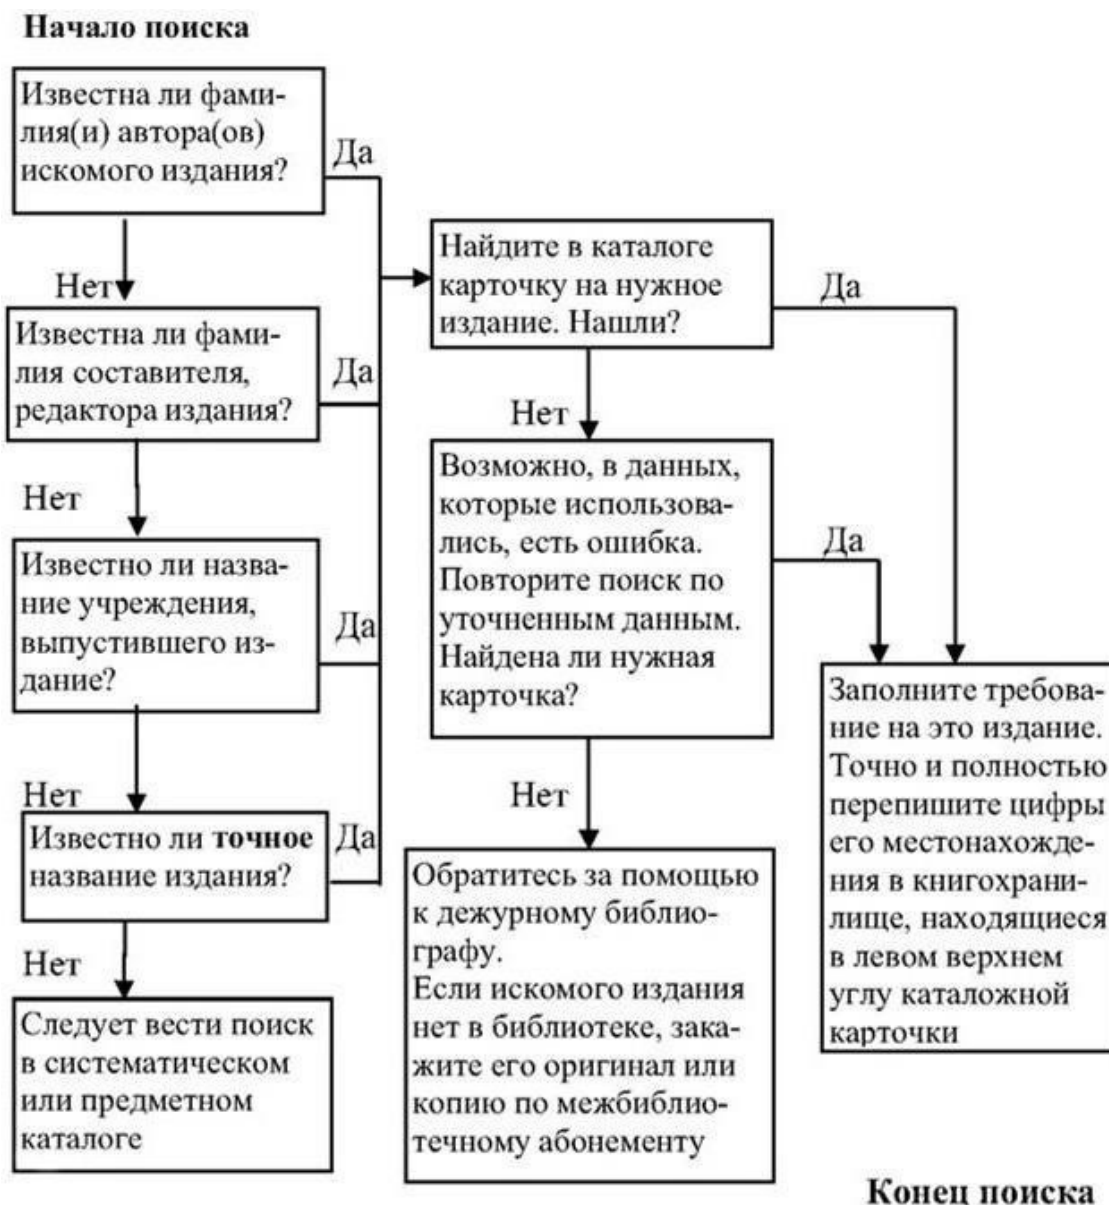 Начало поиска
Известна ли фами-
лия(и) автора(ов)
искомого издания?
Да
Нет
Известна ли фами-
лия составителя,
редактора издания?
Да
Нет
Известно ли назва-
ние учреждения,
выпустившего из-
дание?
Да
Нет
Известно ли точное
название издания?
Да
Нет
Следует вести поиск
в систематическом
или предметном
каталоге
Найдите в каталоге
карточку на нужное
издание. Нашли?
Да
Нет
Возможно, в данных,
которые использова-
лись, есть ошибка.
Повторите поиск по
уточненным данным.
Найдена ли нужная
карточка?
Да
Нет
Обратитесь за помощью
к дежурному библио-
графу.
Если искомого издания
нет в библиотеке, зака-
жите его оригинал или
копию по межбиблио-
течному абонементу
Заполните требова-
ние на это издание.
Точно и полностью
перепишите цифры
его местонахожде-
ния в книгохрани-
лище, находящиеся
в левом верхнем
углу каталожной
карточки
Конец поиска